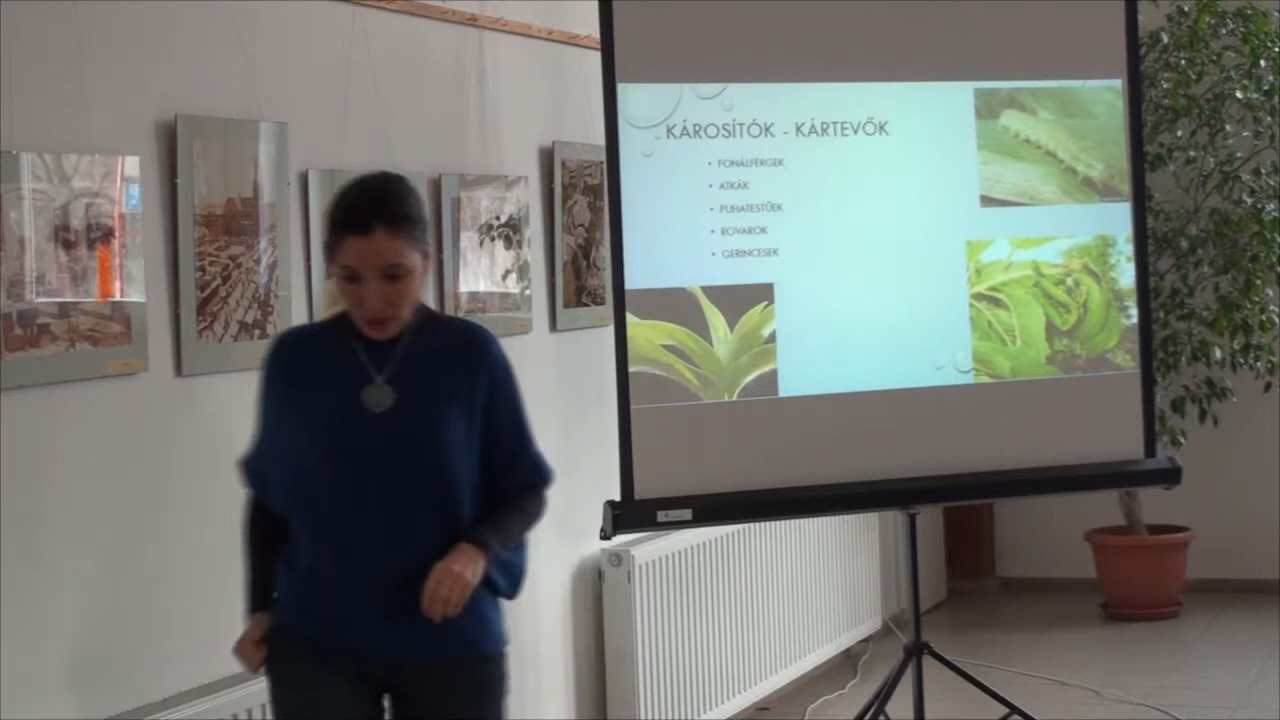 KÁROSÍTÓK - KÁRTEVŐK
• FONÁLFÉRGEK
• ATKÁK
• PUHATESTŰEK
• ROVAROK
• GERINCESEK